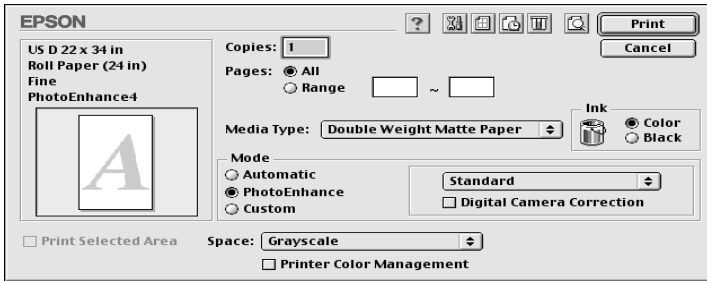 EPSON
?
Print
Cancel
US D 22 x 34 in
Roll Paper (24 in)
Fine
PhotoEnhance4
A
Copies: 1
Pages: All
Range ~
Media Type: Double Weight Matte Paper
Ink
Color
Black
Mode
Automatic
PhotoEnhance
Custom
Standard
Digital Camera Correction
Print Selected Area
Space: Grayscale
Printer Color Management